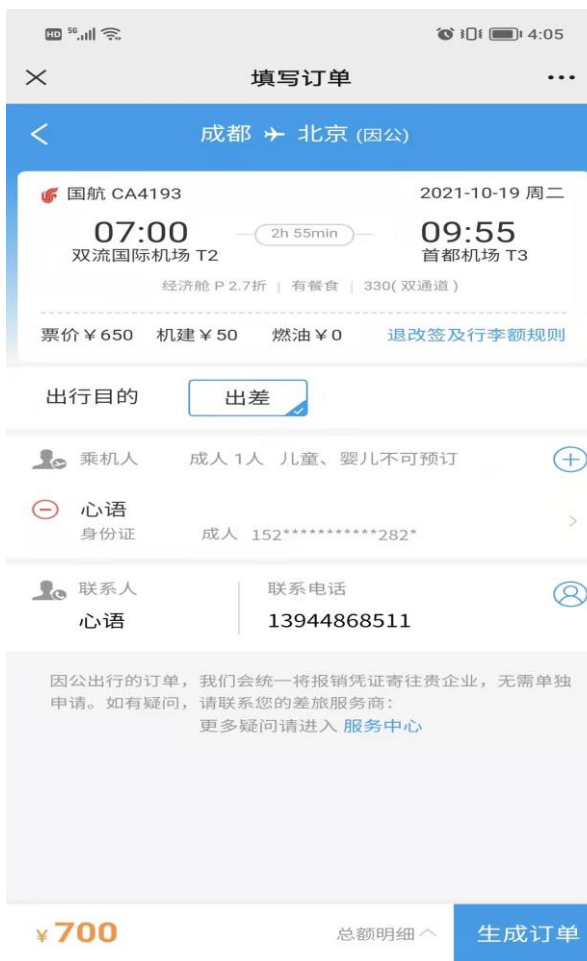 HD 5G 4:05
填写订单
成都 北京 (因公)
国航 CA4193 2021-10-19 周二
07:00 2h 55min 09:55
双流国际机场 T2 首都机场 T3
经济舱 P 2.7折 | 有餐食 | 330(双通道)
票价￥650 机建￥50 燃油￥0 退改签及行李额规则
出行目的 出差
乘机人 成人 1人 儿童、婴儿不可预订
心语
身份证 成人 152***********282*
联系人 联系电话
心语 13944868511
因公出行的订单，我们会统一将报销凭证寄往贵企业，无需单独
申请。如有疑问，请联系您的差旅服务商：
更多疑问请进入 服务中心
￥700 总额明细 生成订单